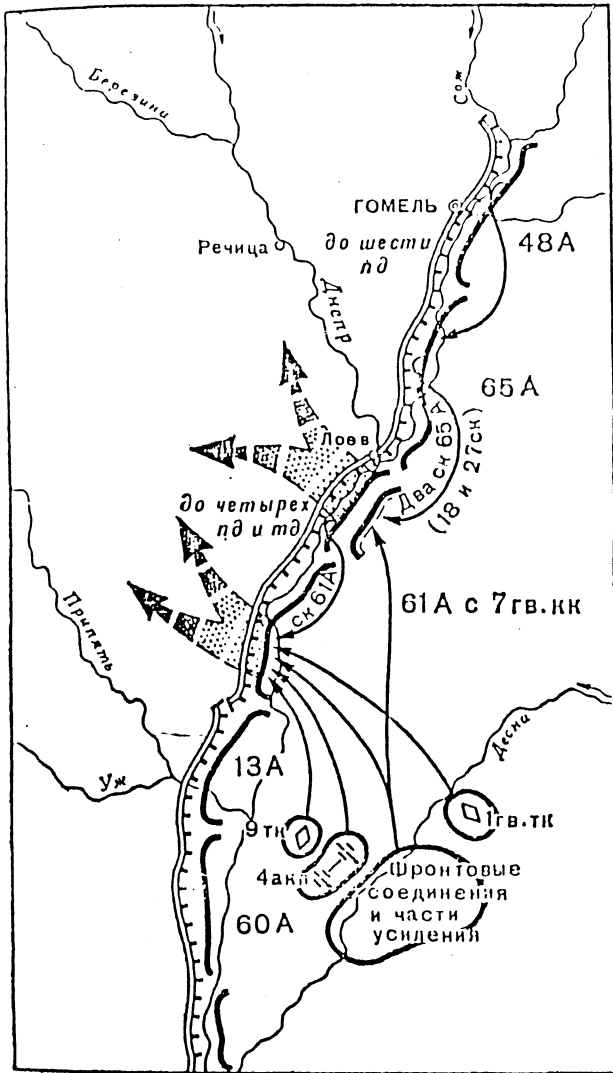 Березина
Сож
ГОМЕЛЬ
Речица
до шести
пд
48А
Днепр
65А
Лоев
Два ск 65А
(18 и 27ск)
до четырех
пд и тд
ск 61А
61А с 7гв.кк
Припять
Десна
13А
Уж
9тк
1гв.тк
4акп
Фронтовые
соединения
и части
усиления
60А